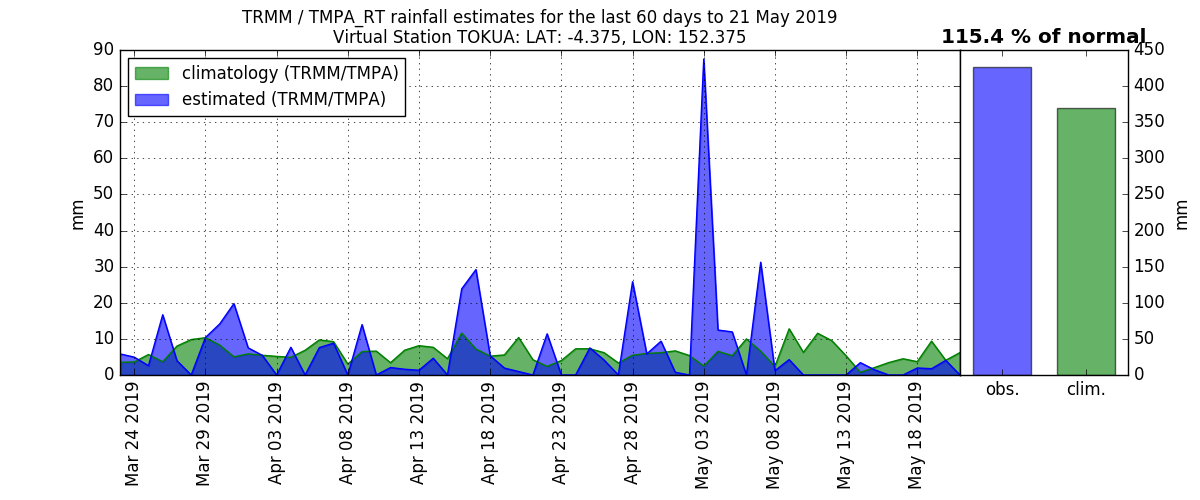 TRMM / TMPA_RT rainfall estimates for the last 60 days to 21 May 2019
Virtual Station TOKUA: LAT: -4.375, LON: 152.375
115.4 % of normal
climatology (TRMM/TMPA)
estimated (TRMM/TMPA)
mm
90
80
70
60
50
40
30
20
10
0
Mar 24 2019
Mar 29 2019
Apr 03 2019
Apr 08 2019
Apr 13 2019
Apr 18 2019
Apr 23 2019
Apr 28 2019
May 03 2019
May 08 2019
May 13 2019
May 18 2019
obs.
clim.
450
400
350
300
250
200
150
100
50
0
mm